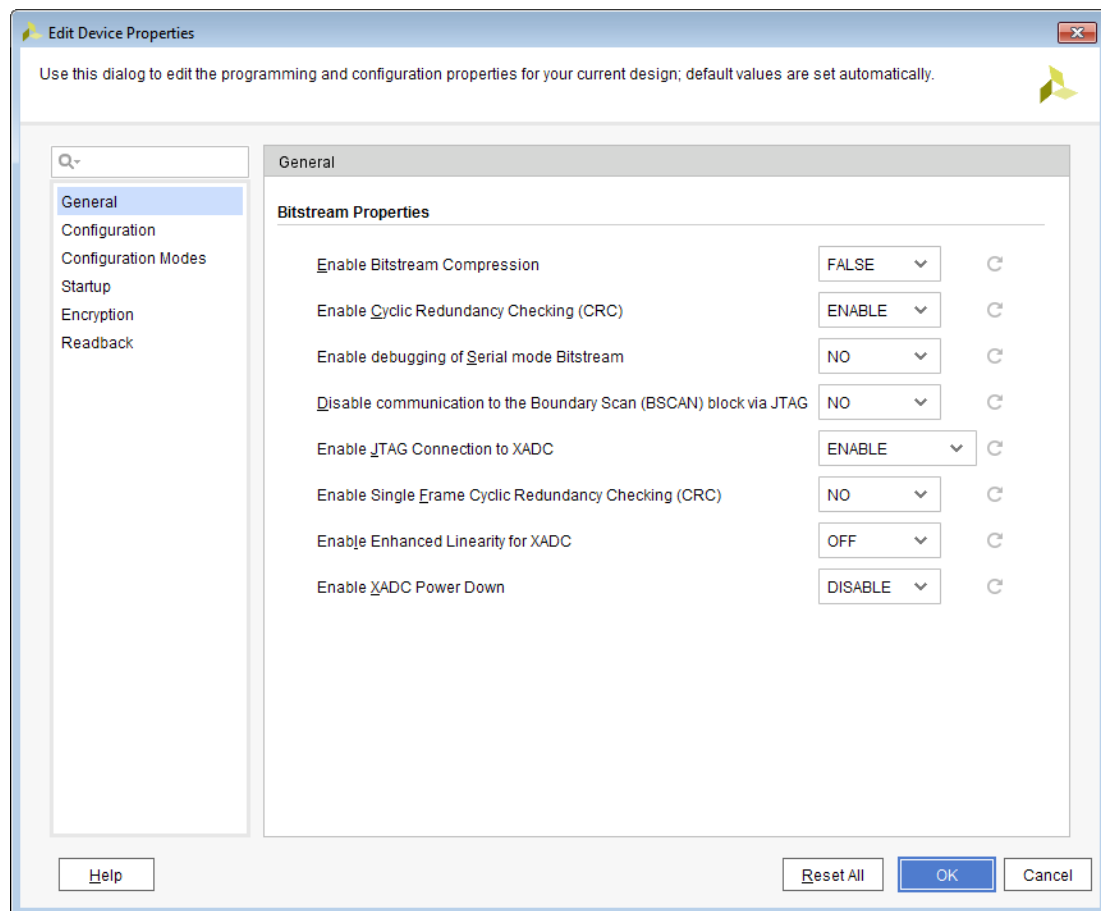 Edit Device Properties
Use this dialog to edit the programming and configuration properties for your current design; default values are set automatically.
General
Configuration
Configuration Modes
Startup
Encryption
Readback
General
Bitstream Properties
Enable Bitstream Compression FALSE
Enable Cyclic Redundancy Checking (CRC) ENABLE
Enable debugging of Serial mode Bitstream NO
Disable communication to the Boundary Scan (BSCAN) block via JTAG NO
Enable JTAG Connection to XADC ENABLE
Enable Single Frame Cyclic Redundancy Checking (CRC) NO
Enable Enhanced Linearity for XADC OFF
Enable XADC Power Down DISABLE
Help Reset All OK Cancel